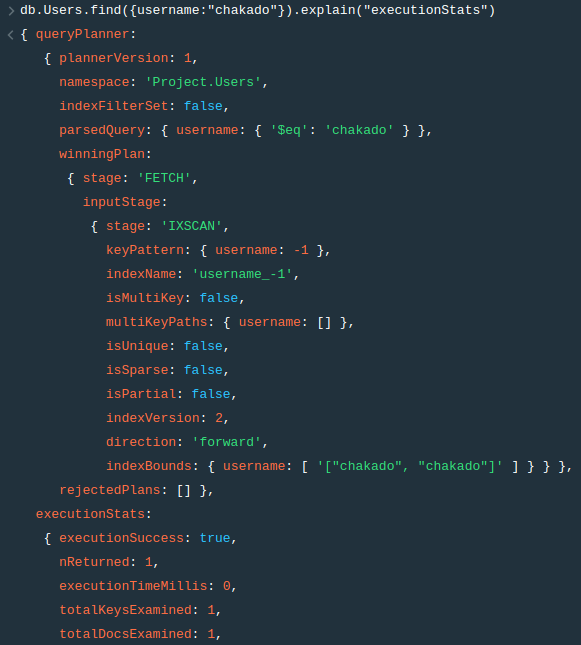 > db.Users.find({username:"chakado"}).explain("executionStats")
< { queryPlanner:
{ plannerVersion: 1,
namespace: 'Project.Users',
indexFilterSet: false,
parsedQuery: { username: { '$eq': 'chakado' } },
winningPlan:
{ stage: 'FETCH',
inputStage:
{ stage: 'IXSCAN',
keyPattern: { username: -1 },
indexName: 'username_-1',
isMultiKey: false,
multiKeyPaths: { username: [] },
isUnique: false,
isSparse: false,
isPartial: false,
indexVersion: 2,
direction: 'forward',
indexBounds: { username: [ '["chakado", "chakado"]' ] } } },
rejectedPlans: [] },
executionStats:
{ executionSuccess: true,
nReturned: 1,
executionTimeMillis: 0,
totalKeysExamined: 1,
totalDocsExamined: 1,